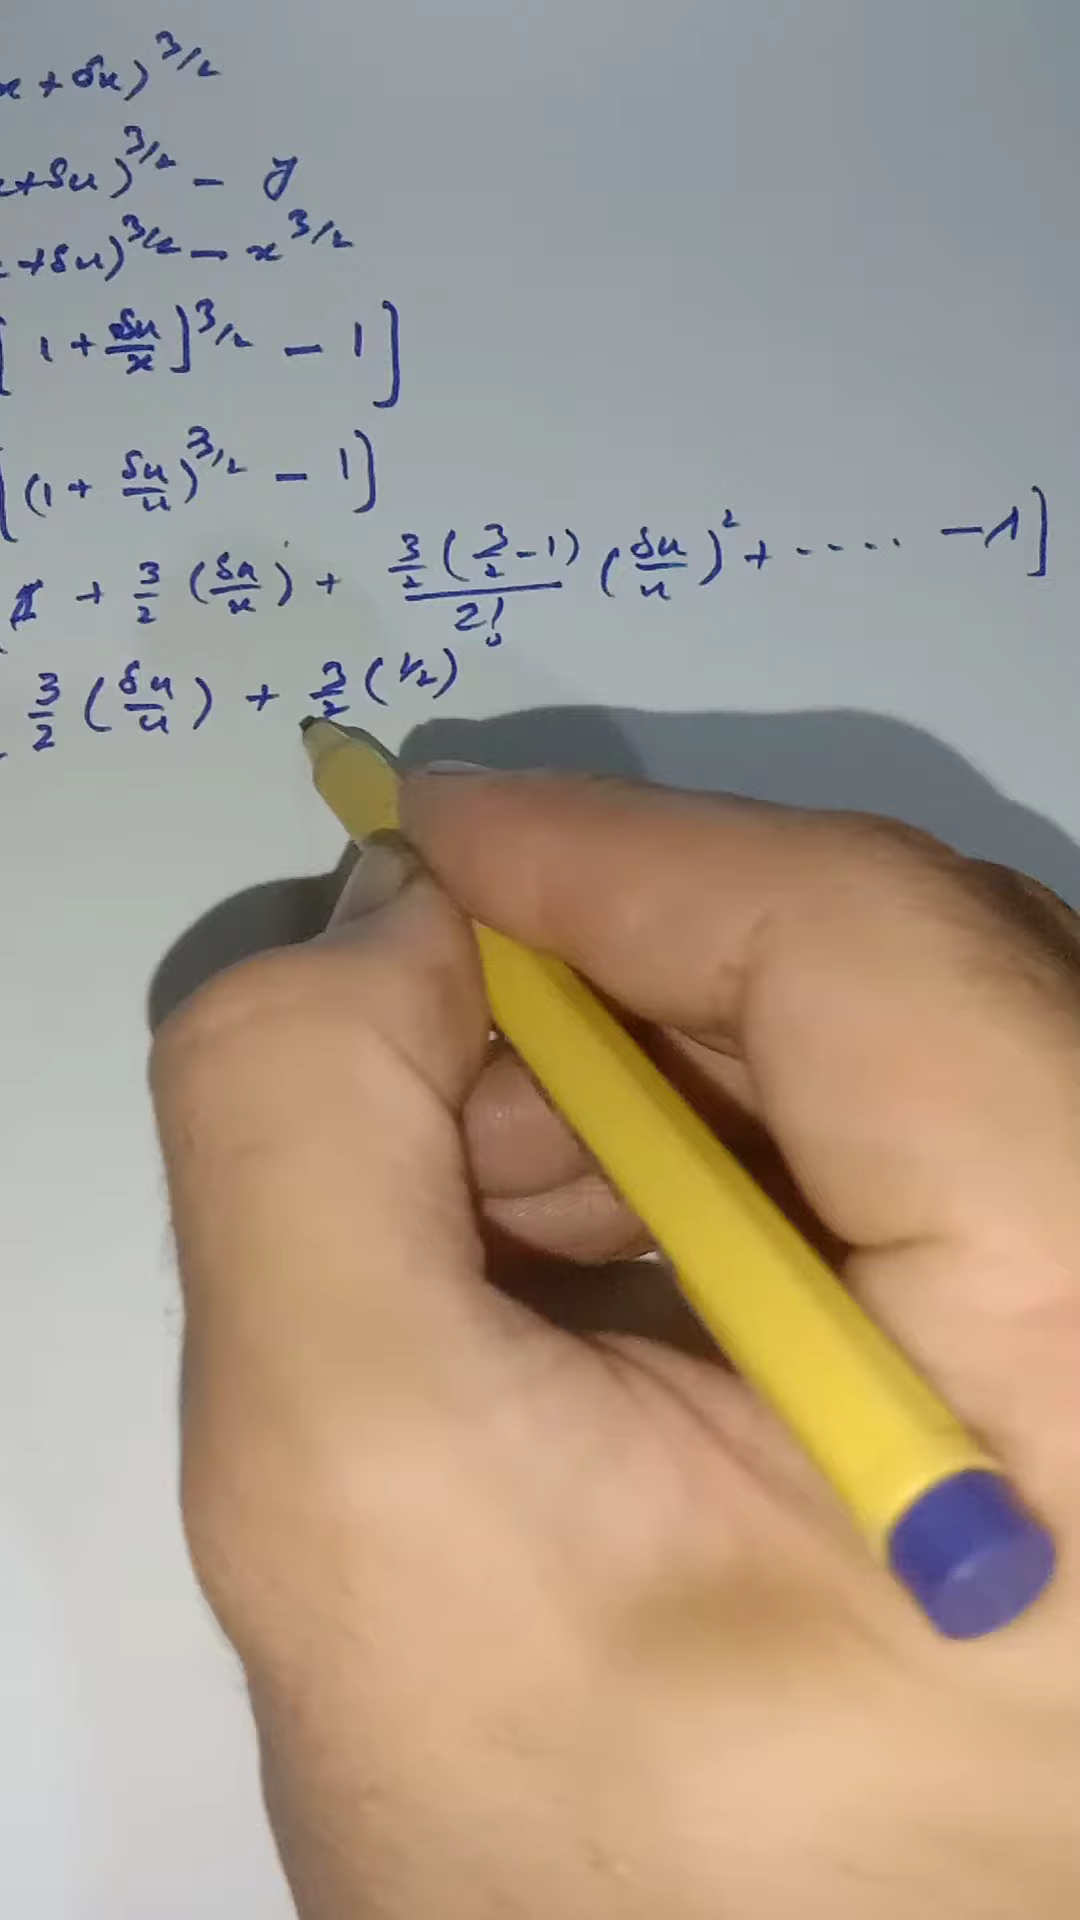 x + δx)^3/2
x + δx)^3/2 - y
x + δx)^3/2 - x^3/2
[ 1 + δx/x ]^3/2 - 1 ]
[ (1 + δx/x)^3/2 - 1 ]
1 + 3/2 (δx/x) + 3/2 (3/2 - 1) / 2! (δx/x)^2 + ..... - 1 ]
3/2 (δx/x) + 3/2 (1/2)